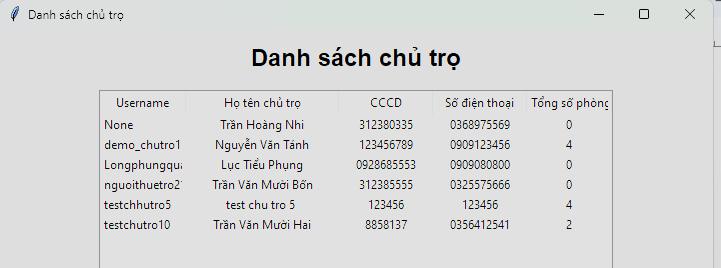 Danh sách chủ trọ
Danh sách chủ trọ
Username Họ tên chủ trọ CCCD Số điện thoại Tổng số phòng
None Trần Hoàng Nhi 312380335 0368975569 0
demo_chutro1 Nguyễn Văn Tánh 123456789 0909123456 4
Longphungqua Lục Tiểu Phụng 0928685553 0909080800 0
nguoithuetro2 Trần Văn Mười Bốn 312385555 0325575666 0
testchhutro5 test chu tro 5 123456 123456 4
testchutro10 Trần Văn Mười Hai 8858137 0356412541 2